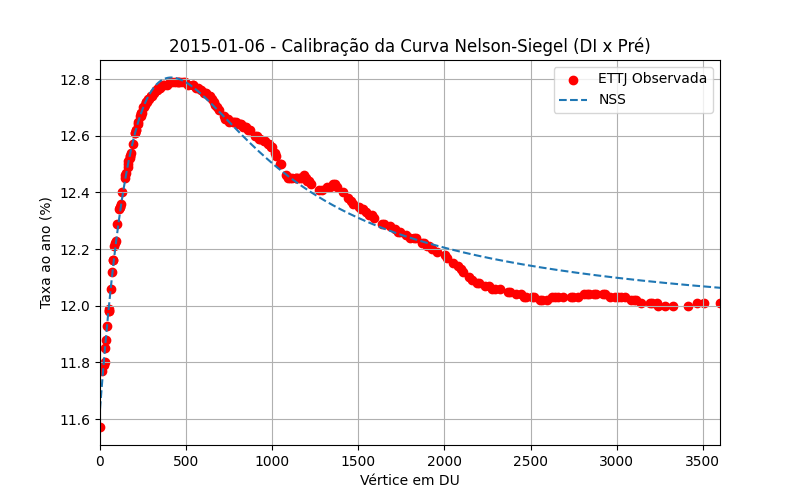 2015-01-06 - Calibração da Curva Nelson-Siegel (DI x Pré)
ETTJ Observada
NSS
Taxa ao ano (%)
12.8
12.6
12.4
12.2
12.0
11.8
11.6
0 500 1000 1500 2000 2500 3000 3500
Vértice em DU